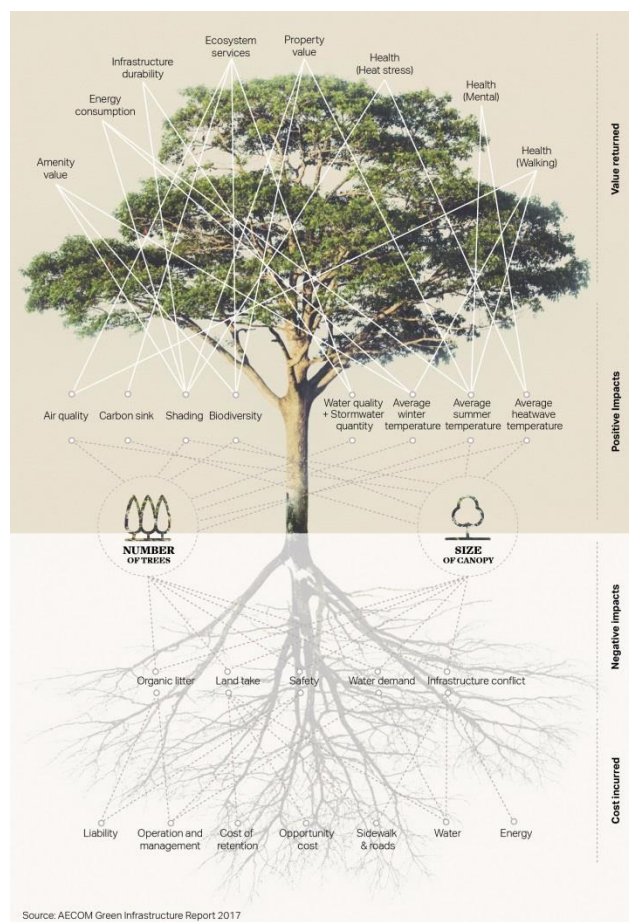 Ecosystem
services
Property
value
Infrastructure
durability
Health
(Heat stress)
Energy
consumption
Health
(Mental)
Amenity
value
Health
(Walking)
Value returned
Air quality
Carbon sink
Shading
Biodiversity
Water quality
+ Stormwater
quantity
Average
winter
temperature
Average
summer
temperature
Average
heatwave
temperature
Positive Impacts
NUMBER
OF TREES
SIZE
OF CANOPY
Negative impacts
Organic litter
Land take
Safety
Water demand
Infrastructure conflict
Cost incurred
Liability
Operation and
management
Cost of
retention
Opportunity
cost
Sidewalk
& roads
Water
Energy
Source: AECOM Green Infrastructure Report 2017